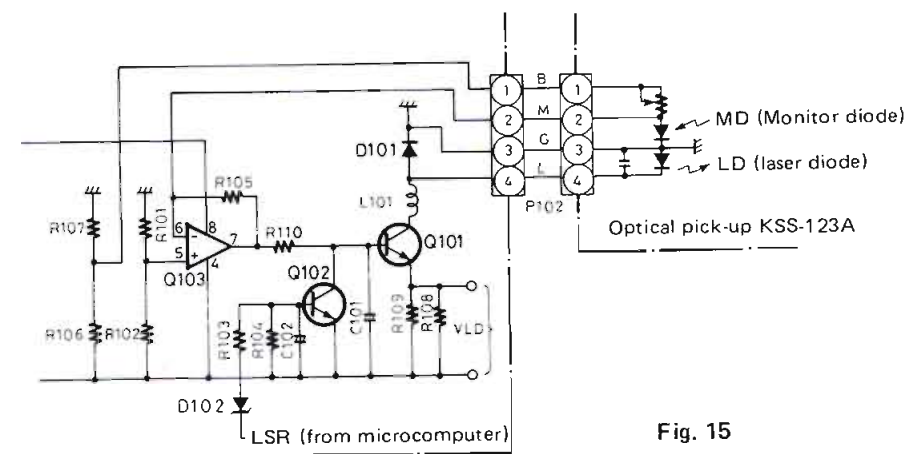 B
1
1
M
2
2
MD (Monitor diode)
G
3
3
D101
L
4
4
LD (laser diode)
P102
R105
L101
Optical pick-up KSS-123A
R107
R101
6
8
-
7
R110
Q101
5
+
4
Q103
Q102
R106
R102
R103
R104
C102
C101
R109
R108
VLD
D102
LSR (from microcomputer)
Fig. 15